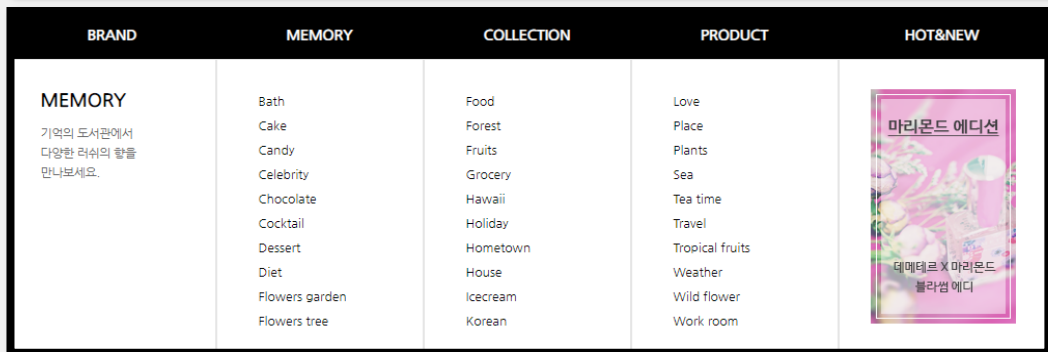 BRAND
MEMORY
COLLECTION
PRODUCT
HOT&NEW
MEMORY
기억의 도서관에서
다양한 러쉬의 향를
만나보세요.
Bath
Cake
Candy
Celebrity
Chocolate
Cocktail
Dessert
Diet
Flowers garden
Flowers tree
Food
Forest
Fruits
Grocery
Hawaii
Holiday
Hometown
House
Icecream
Korean
Love
Place
Plants
Sea
Tea time
Travel
Tropical fruits
Weather
Wild flower
Work room
마리몬드 에디션
데메테르 X 마리몬드
블라썸 에디